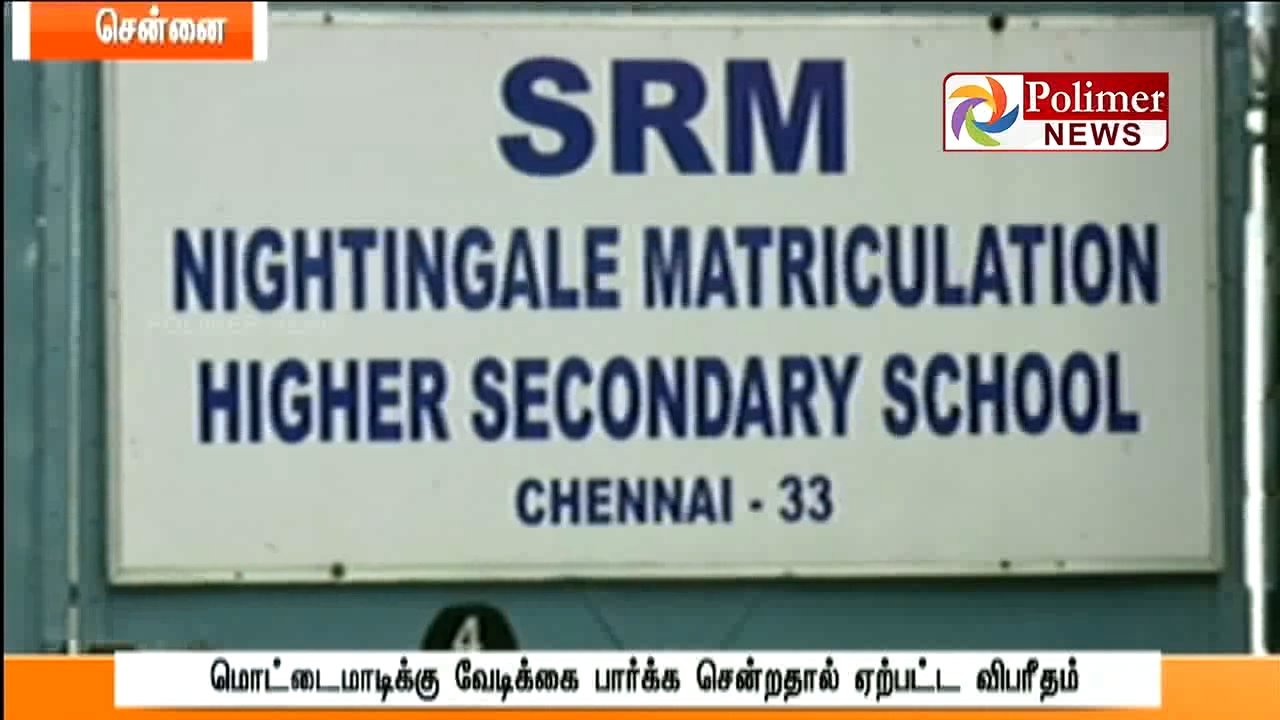 சென்னை
Polimer
NEWS
SRM
NIGHTINGALE MATRICULATION
HIGHER SECONDARY SCHOOL
CHENNAI - 33
4
மொட்டைமாடிக்கு வேடிக்கை பார்க்க சென்றதால் ஏற்பட்ட விபரீதம்